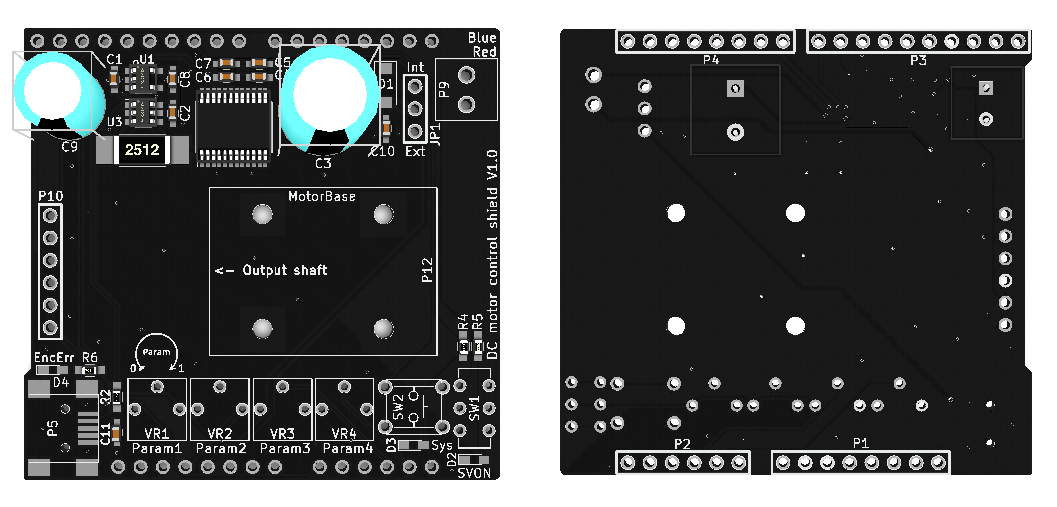 Blue
Red
C1
U1
C8
C7
C6
C5
D1
Int
P9
U3
C2
JP1
C9
2512
C3
C10
Ext
P10
MotorBase
<- Output shaft
P12
DC motor control shield V1.0
R4
R5
Param
0
1
EncErr
R6
D4
R2
P5
C11
VR1
VR2
VR3
VR4
Param1
Param2
Param3
Param4
SW2
SW1
D3
Sys
D2
SVON
P4
P3
P2
P1